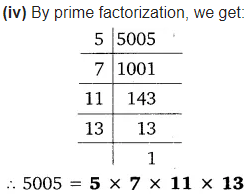 (iv) By prime factorization, we get:
5 5005
7 1001
11 143
13 13
1
∴ 5005 = 5 × 7 × 11 × 13